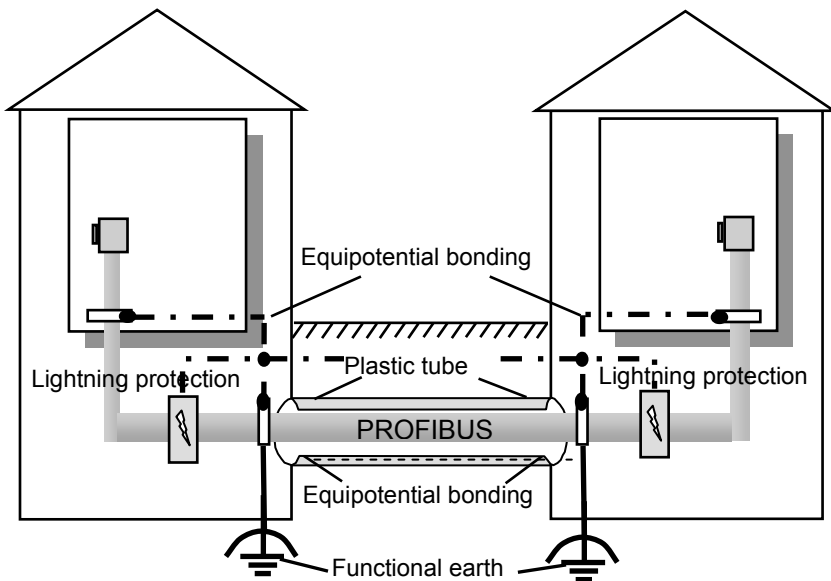 Equipotential bonding
Plastic tube
Lightning protection
Lightning protection
PROFIBUS
Equipotential bonding
Functional earth